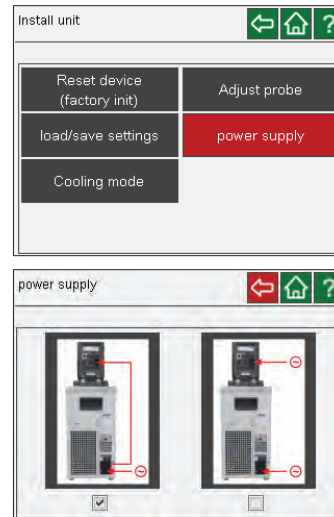 Install unit
?
Reset device
(factory init)
Adjust probe
load/save settings
power supply
Cooling mode
power supply
?